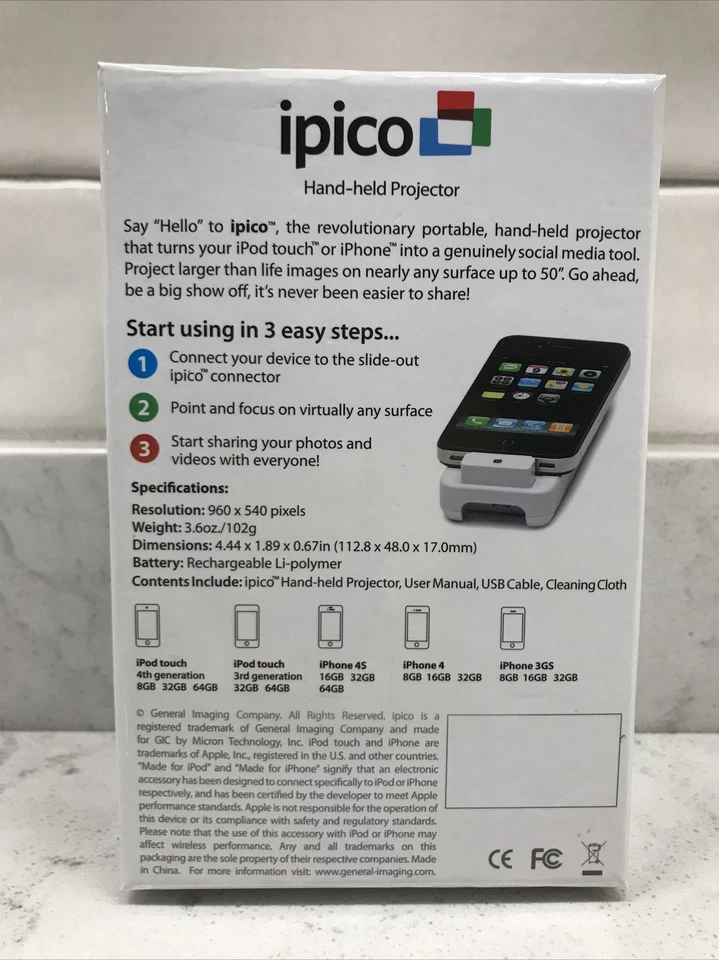 ipico
Hand-held Projector
Say “Hello” to ipico™, the revolutionary portable, hand-held projector
that turns your iPod touch™ or iPhone™ into a genuinely social media tool.
Project larger than life images on nearly any surface up to 50”. Go ahead,
be a big show off, it’s never been easier to share!
Start using in 3 easy steps...
1 Connect your device to the slide-out
ipico™ connector
2 Point and focus on virtually any surface
3 Start sharing your photos and
videos with everyone!
Specifications:
Resolution: 960 x 540 pixels
Weight: 3.6oz./102g
Dimensions: 4.44 x 1.89 x 0.67in (112.8 x 48.0 x 17.0mm)
Battery: Rechargeable Li-polymer
Contents Include: ipico™ Hand-held Projector, User Manual, USB Cable, Cleaning Cloth
iPod touch
4th generation
8GB 32GB 64GB
iPod touch
3rd generation
32GB 64GB
iPhone 4S
16GB 32GB
64GB
iPhone 4
8GB 16GB 32GB
iPhone 3GS
8GB 16GB 32GB
© General Imaging Company. All Rights Reserved. ipico is a
registered trademark of General Imaging Company and made
for GIC by Micron Technology, Inc. iPod touch and iPhone are
trademarks of Apple, Inc., registered in the U.S. and other countries.
"Made for iPod" and "Made for iPhone" signify that an electronic
accessory has been designed to connect specifically to iPod or iPhone
respectively, and has been certified by the developer to meet Apple
performance standards. Apple is not responsible for the operation of
this device or its compliance with safety and regulatory standards.
Please note that the use of this accessory with iPod or iPhone may
affect wireless performance. Any and all trademarks on this
packaging are the sole property of their respective companies. Made
in China. For more information visit: www.general-imaging.com.
CE FC